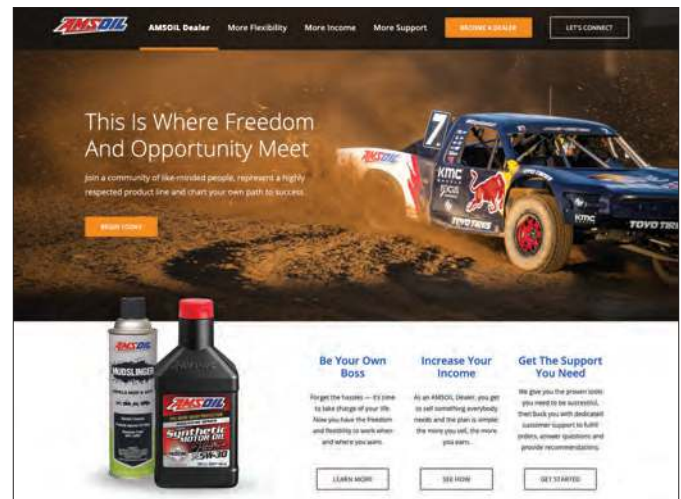 AMSOIL
AMSOIL Dealer More Flexibility More Income More Support BECOME A DEALER LET'S CONNECT
This Is Where Freedom
And Opportunity Meet
Join a community of like-minded people, represent a highly
respected product line and chart your own path to success.
BEGIN TODAY
7
AMSOIL
KMC
WHEELS
FOCUS
TOYO TIRES
KMC
TOYO TIRES
AMSOIL
MUDSLINGER
AMSOIL
Synthetic
MOTOR OIL
5W-30
Be Your Own
Boss
Forget the hassles — it's time
to take charge of your life.
Now you have the freedom
and flexibility to work when
and where you want.
LEARN MORE
Increase Your
Income
As an AMSOIL Dealer, you get
to sell something everybody
needs and the plan is simple:
the more you sell, the more
you earn.
SEE HOW
Get The Support
You Need
We give you the proven tools
you need to be successful,
then back you with dedicated
customer support to fulfill
orders, answer questions and
provide recommendations.
GET STARTED